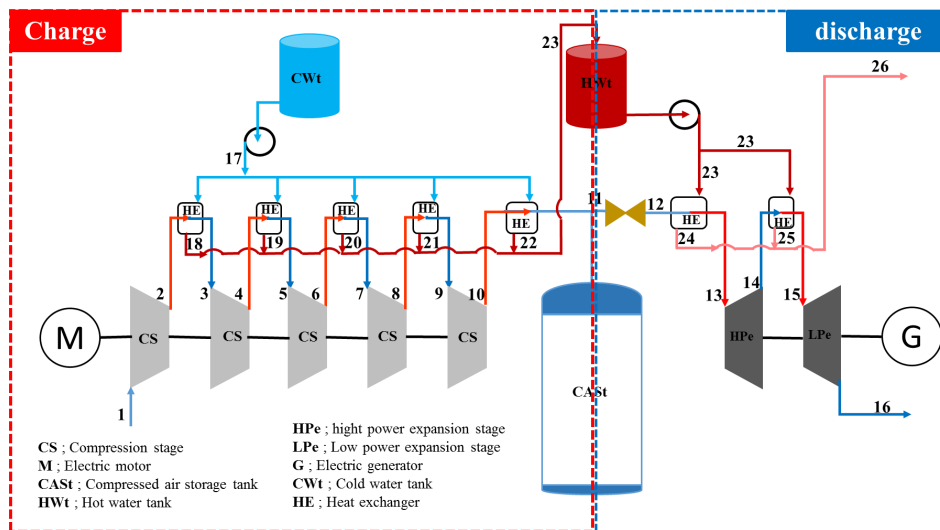 Charge
discharge
23
26
CWt
HWt
17
23
23
11
12
HE
HE
HE
HE
HE
HE
HE
18
19
20
21
22
24
25
2
3
4
5
6
7
8
9
10
13
14
15
M
CS
CS
CS
CS
CS
HPe
LPe
G
CASt
1
16
CS ; Compression stage
M ; Electric motor
CASt ; Compressed air storage tank
HWt ; Hot water tank
HPe ; hight power expansion stage
LPe ; Low power expansion stage
G ; Electric generator
CWt ; Cold water tank
HE ; Heat exchanger